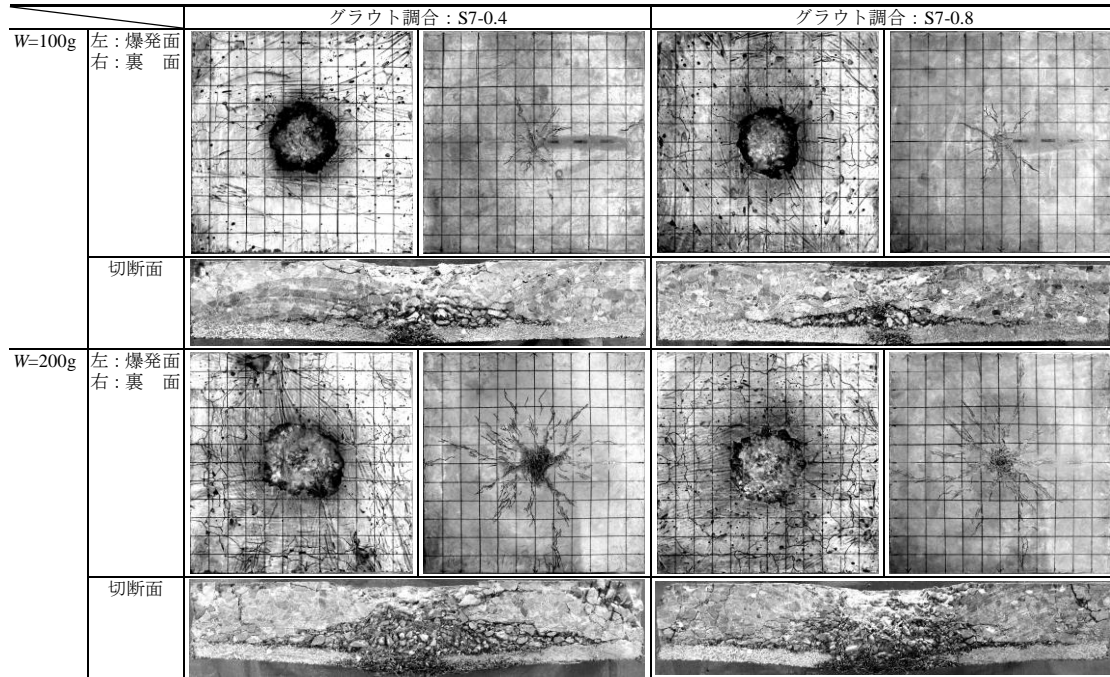 グラウト調合：S7-0.4
グラウト調合：S7-0.8
W=100g
左：爆発面
右：裏　面
切断面
W=200g
左：爆発面
右：裏　面
切断面